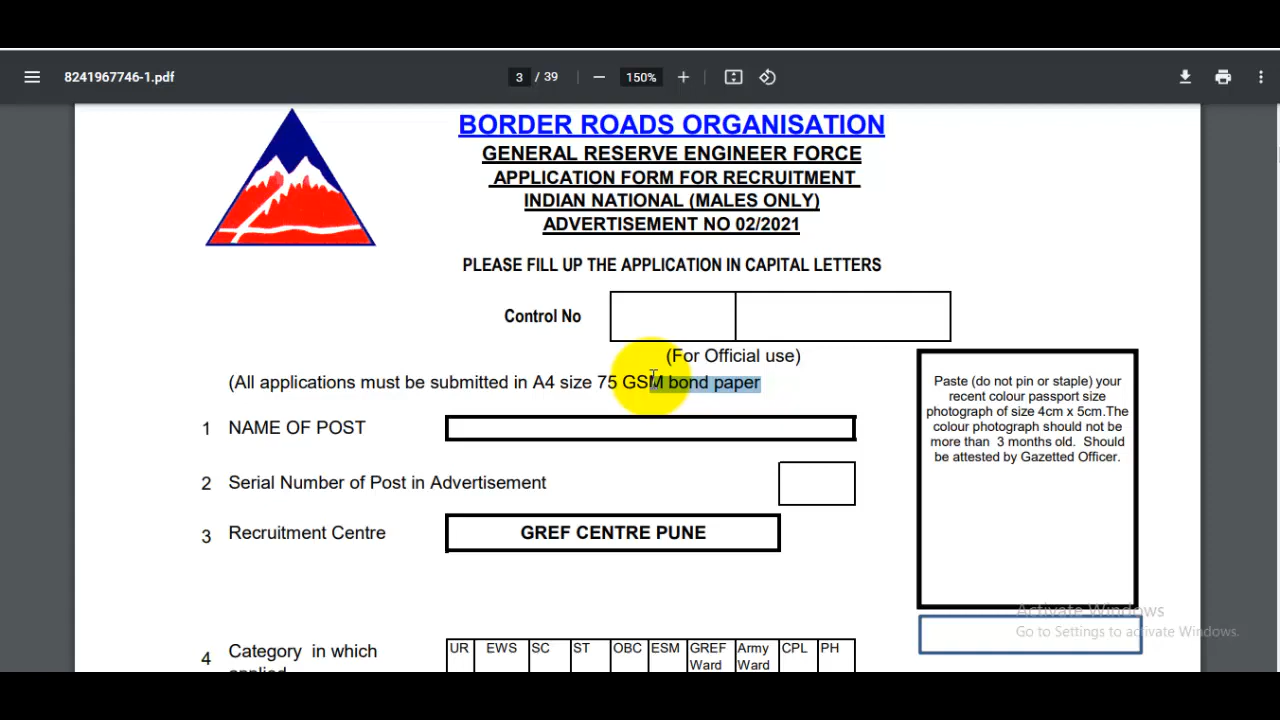 8241967746-1.pdf
3 / 39
150%
BORDER ROADS ORGANISATION
GENERAL RESERVE ENGINEER FORCE
APPLICATION FORM FOR RECRUITMENT
INDIAN NATIONAL (MALES ONLY)
ADVERTISEMENT NO 02/2021
PLEASE FILL UP THE APPLICATION IN CAPITAL LETTERS
Control No
(For Official use)
(All applications must be submitted in A4 size 75 GSM bond paper
1 NAME OF POST
2 Serial Number of Post in Advertisement
3 Recruitment Centre GREF CENTRE PUNE
Paste (do not pin or staple) your
recent colour passport size
photograph of size 4cm x 5cm.The
colour photograph should not be
more than 3 months old. Should
be attested by Gazetted Officer.
Activate Windows
Go to Settings to activate Windows.
4 Category in which
applied
UR EWS SC ST OBC ESM GREF Army CPL PH
Ward Ward